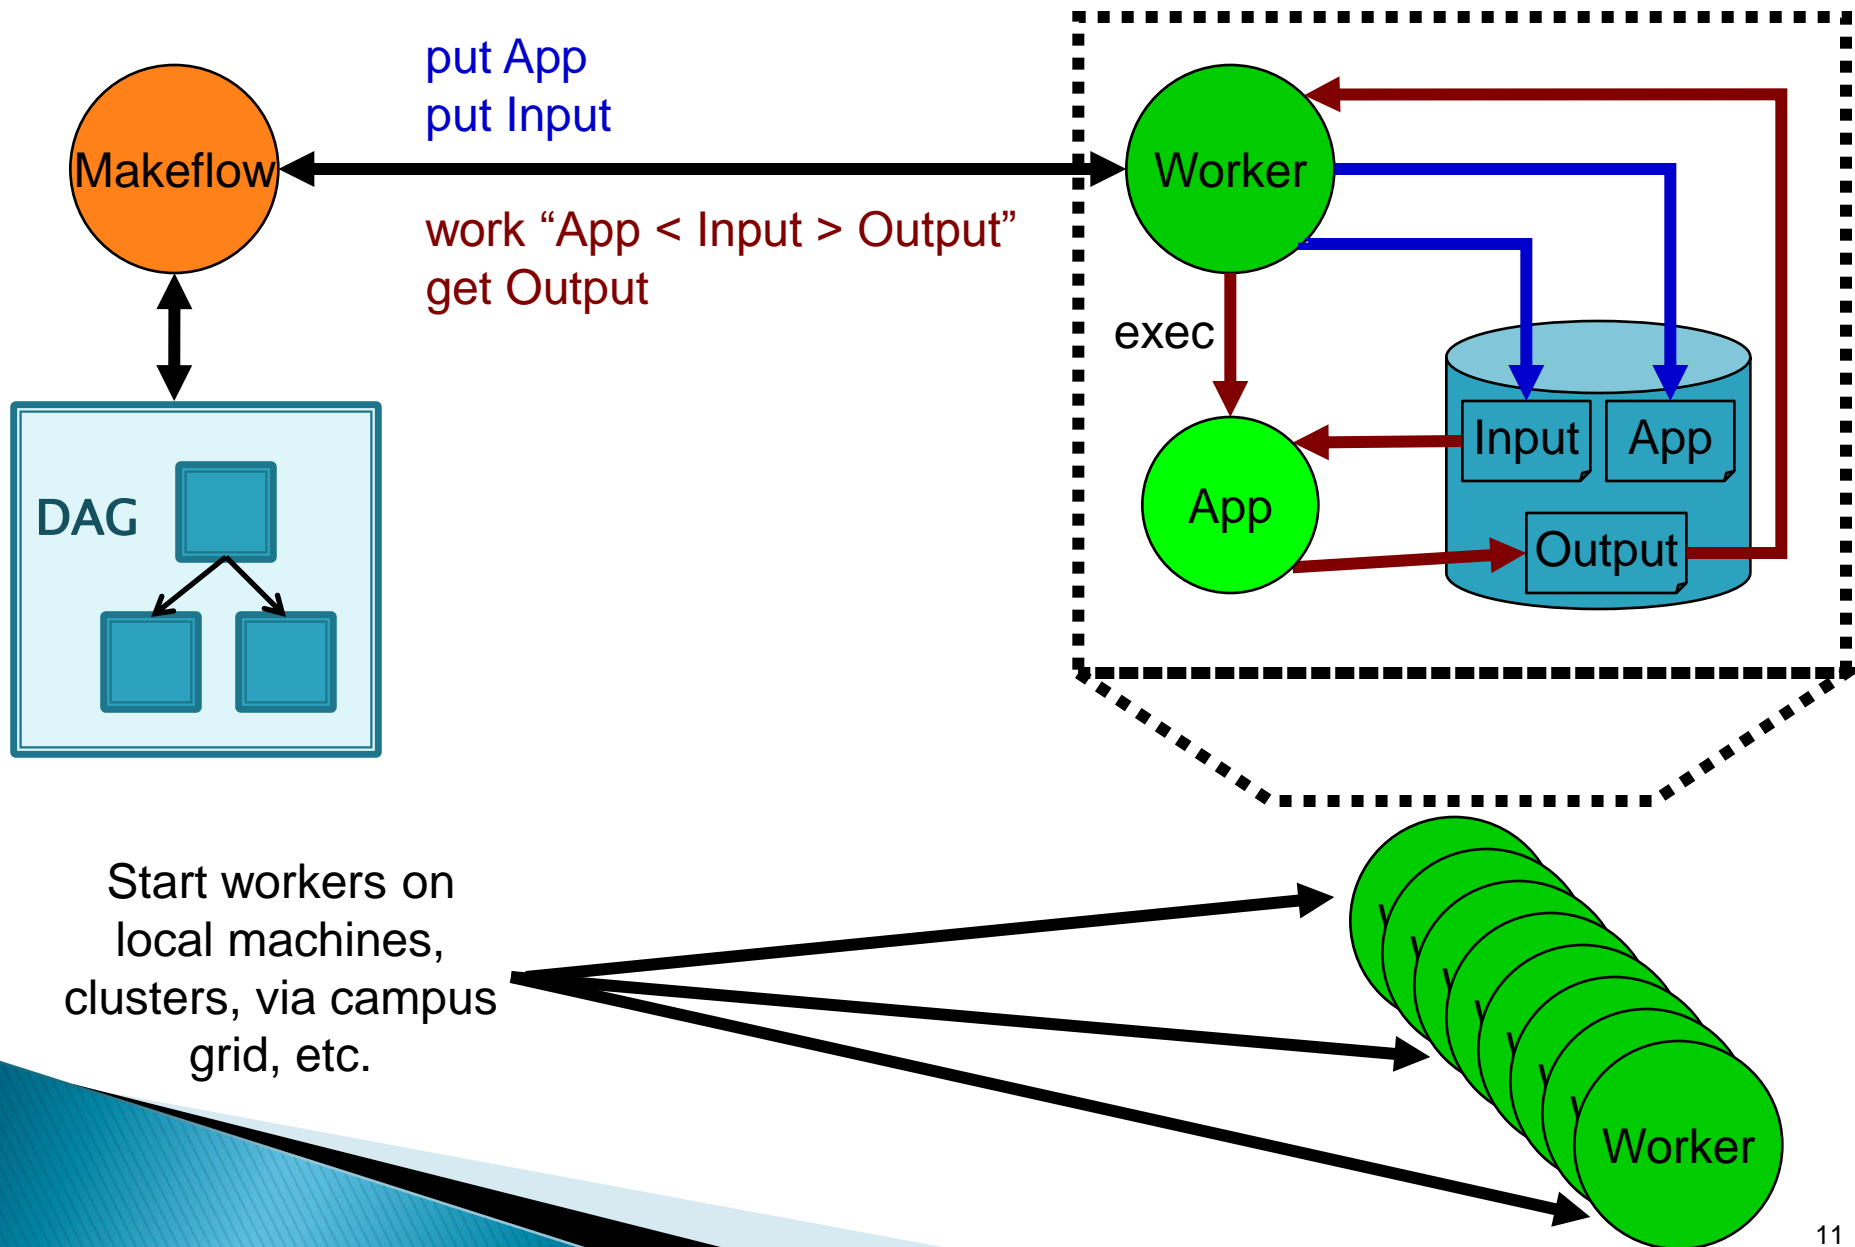 put App
put Input
Makeflow
Worker
work “App < Input > Output”
get Output
exec
Input
App
App
Output
DAG
Start workers on
local machines,
clusters, via campus
grid, etc.
Worker
11